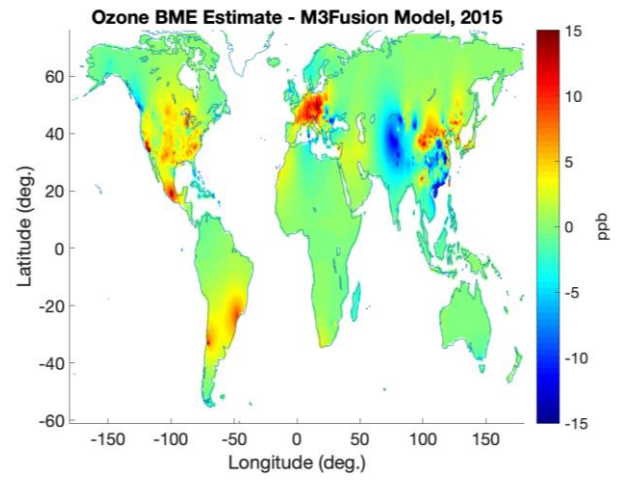 Ozone BME Estimate - M3Fusion Model, 2015
60
40
20
0
-20
-40
-60
Latitude (deg.)
-150 -100 -50 0 50 100 150
Longitude (deg.)
15
10
5
0
-5
-10
-15
ppb